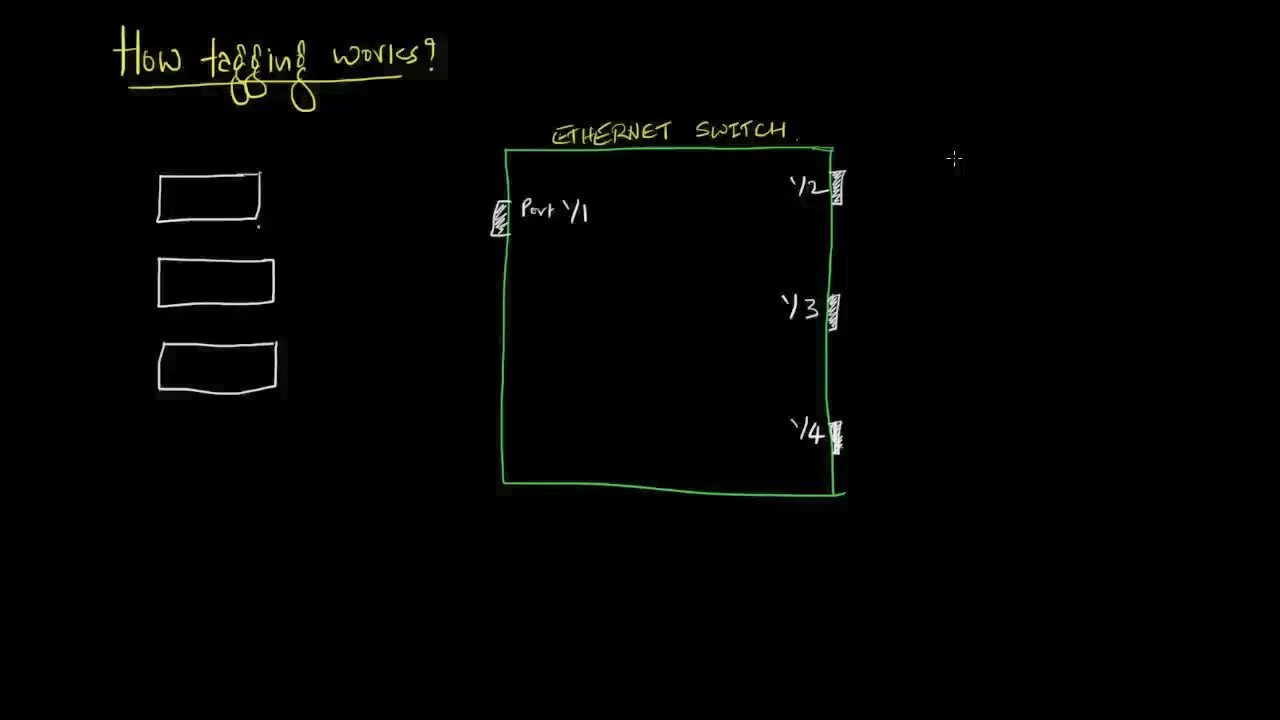 How tagging works?
ETHERNET SWITCH.
1/2
Port 1/1
1/3
1/4